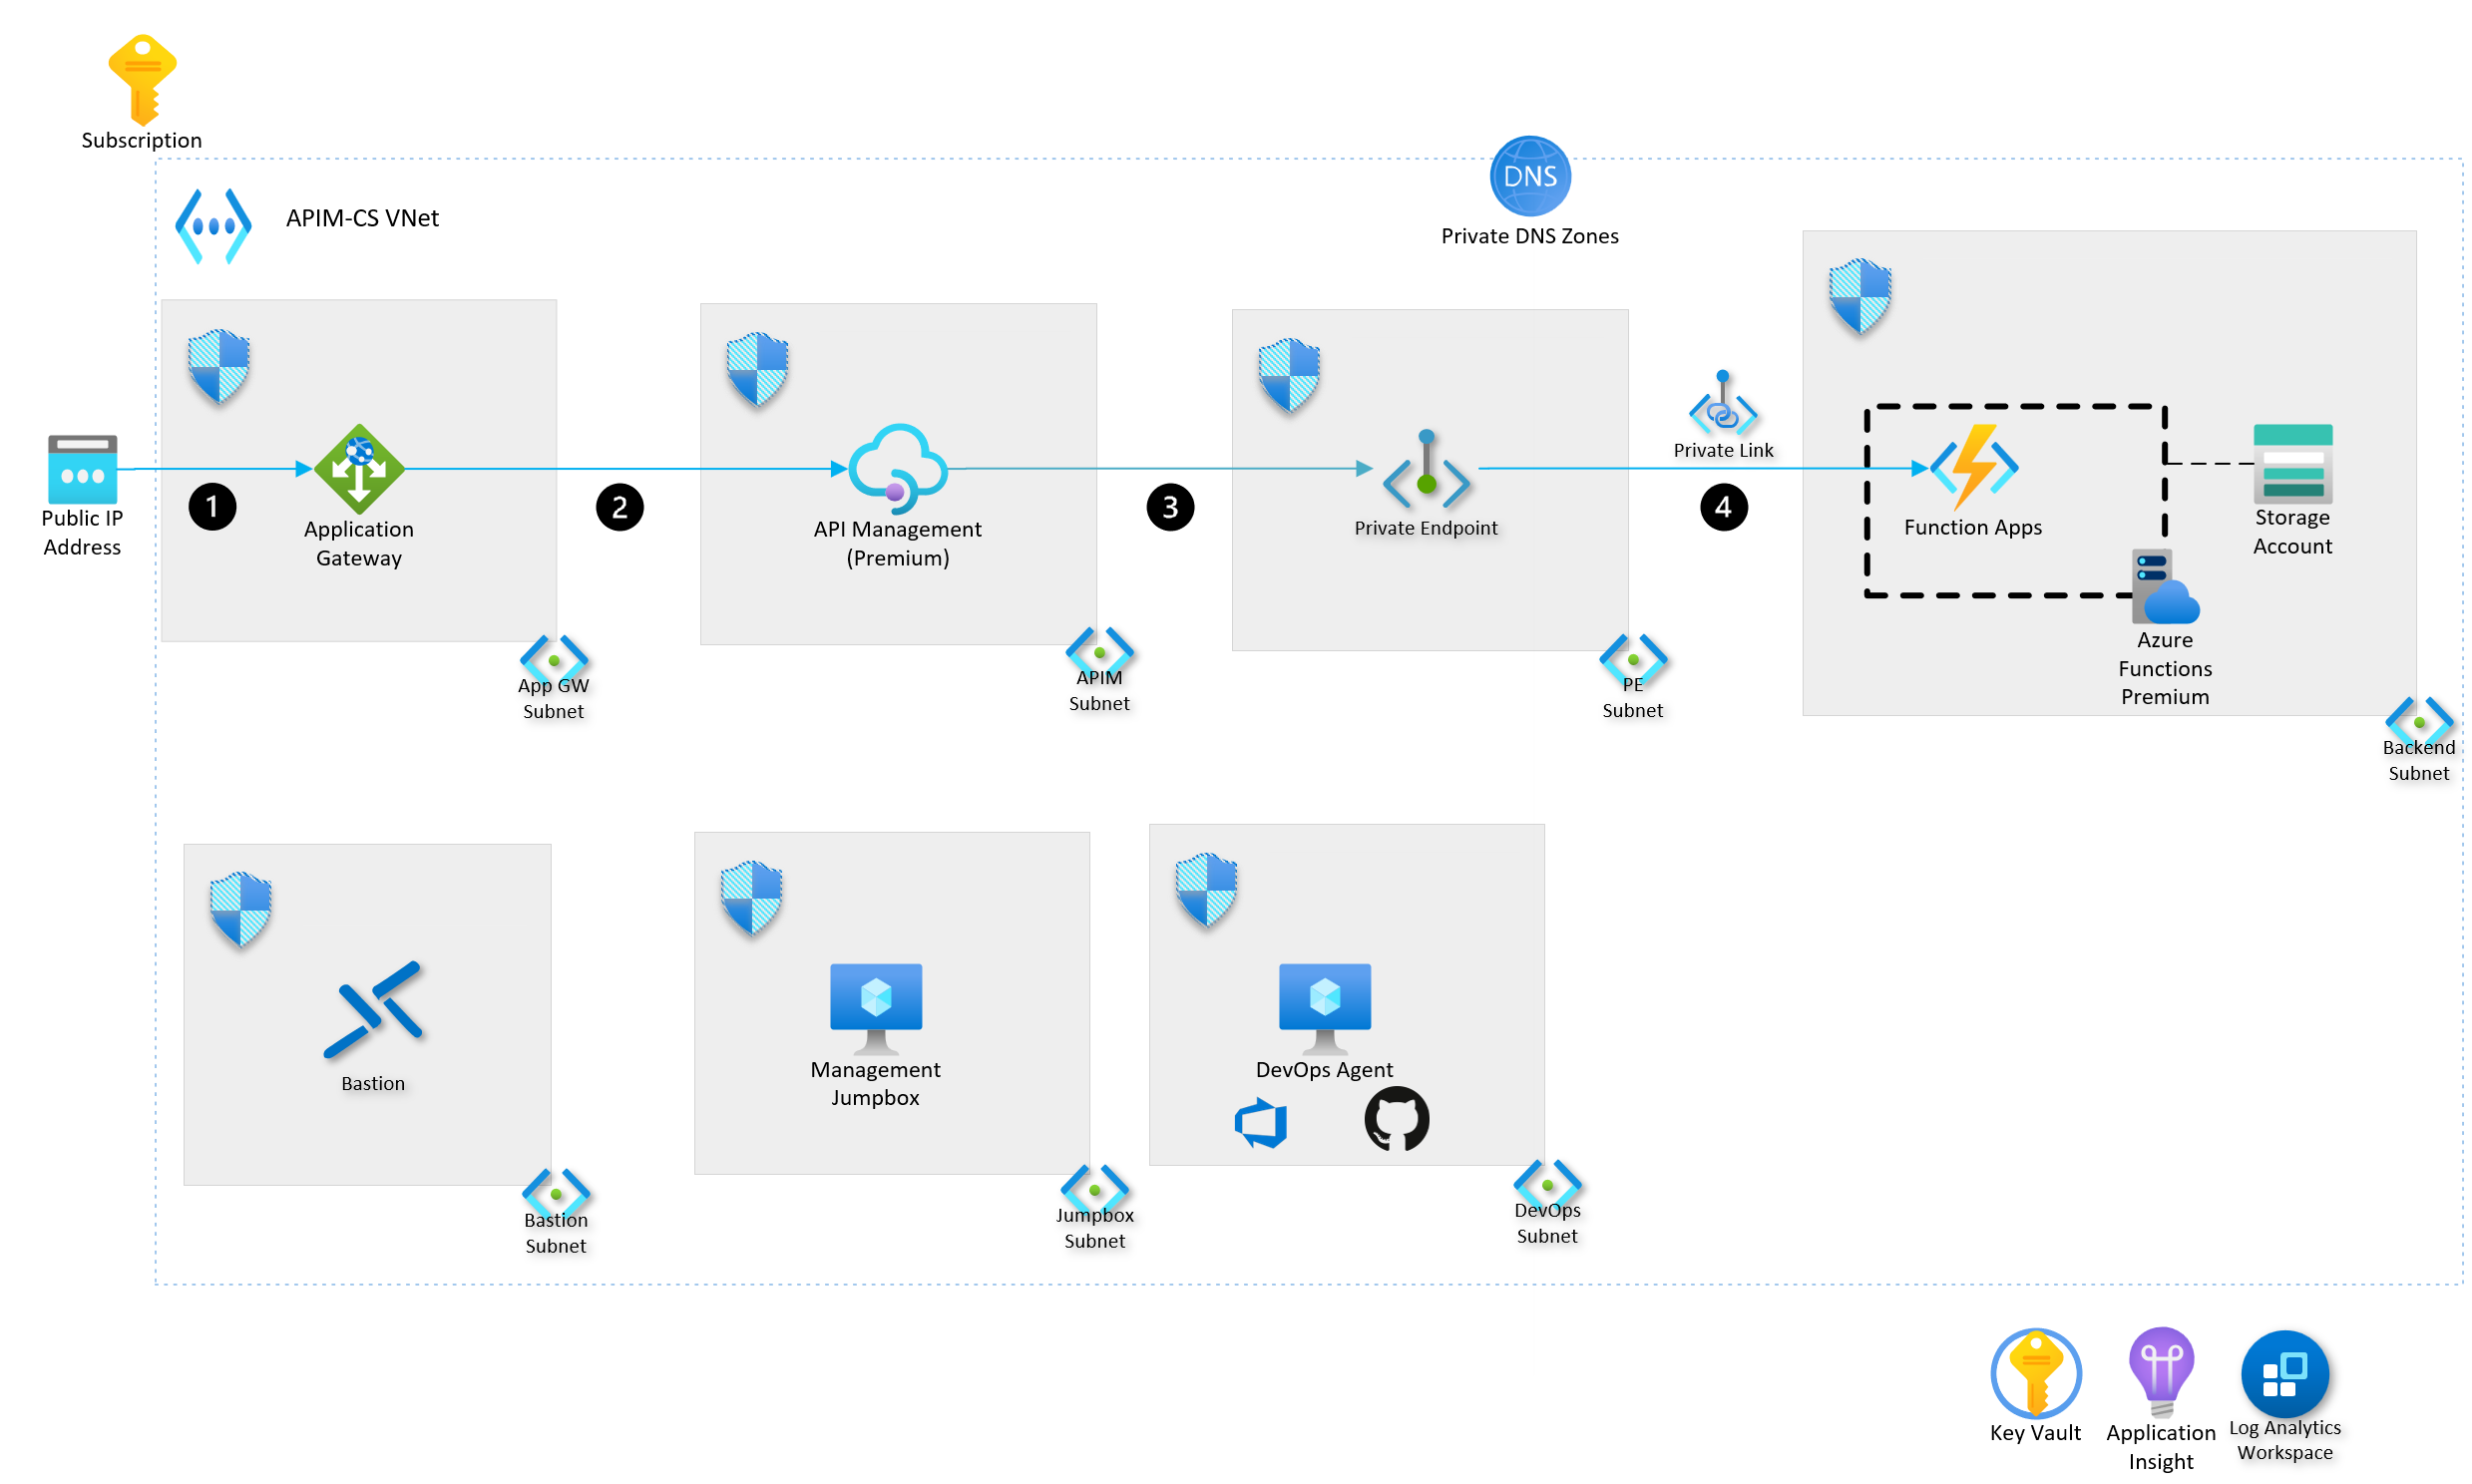 Subscription
DNS
Private DNS Zones
APIM-CS VNet
Public IP
Address
1
Application
Gateway
App GW
Subnet
2
API Management
(Premium)
APIM
Subnet
3
Private Endpoint
PE
Subnet
Private Link
4
Function Apps
Storage
Account
Azure
Functions
Premium
Backend
Subnet
Bastion
Bastion
Subnet
Management
Jumpbox
Jumpbox
Subnet
DevOps Agent
DevOps
Subnet
Key Vault
Application
Insight
Log Analytics
Workspace